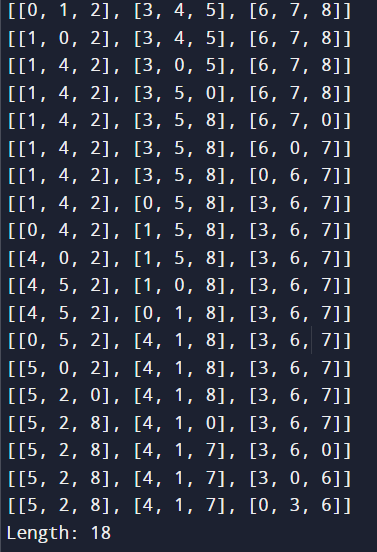 [[0, 1, 2], [3, 4, 5], [6, 7, 8]]
[[1, 0, 2], [3, 4, 5], [6, 7, 8]]
[[1, 4, 2], [3, 0, 5], [6, 7, 8]]
[[1, 4, 2], [3, 5, 0], [6, 7, 8]]
[[1, 4, 2], [3, 5, 8], [6, 7, 0]]
[[1, 4, 2], [3, 5, 8], [6, 0, 7]]
[[1, 4, 2], [3, 5, 8], [0, 6, 7]]
[[1, 4, 2], [0, 5, 8], [3, 6, 7]]
[[0, 4, 2], [1, 5, 8], [3, 6, 7]]
[[4, 0, 2], [1, 5, 8], [3, 6, 7]]
[[4, 5, 2], [1, 0, 8], [3, 6, 7]]
[[4, 5, 2], [0, 1, 8], [3, 6, 7]]
[[0, 5, 2], [4, 1, 8], [3, 6, 7]]
[[5, 0, 2], [4, 1, 8], [3, 6, 7]]
[[5, 2, 0], [4, 1, 8], [3, 6, 7]]
[[5, 2, 8], [4, 1, 0], [3, 6, 7]]
[[5, 2, 8], [4, 1, 7], [3, 6, 0]]
[[5, 2, 8], [4, 1, 7], [3, 0, 6]]
[[5, 2, 8], [4, 1, 7], [0, 3, 6]]
Length: 18